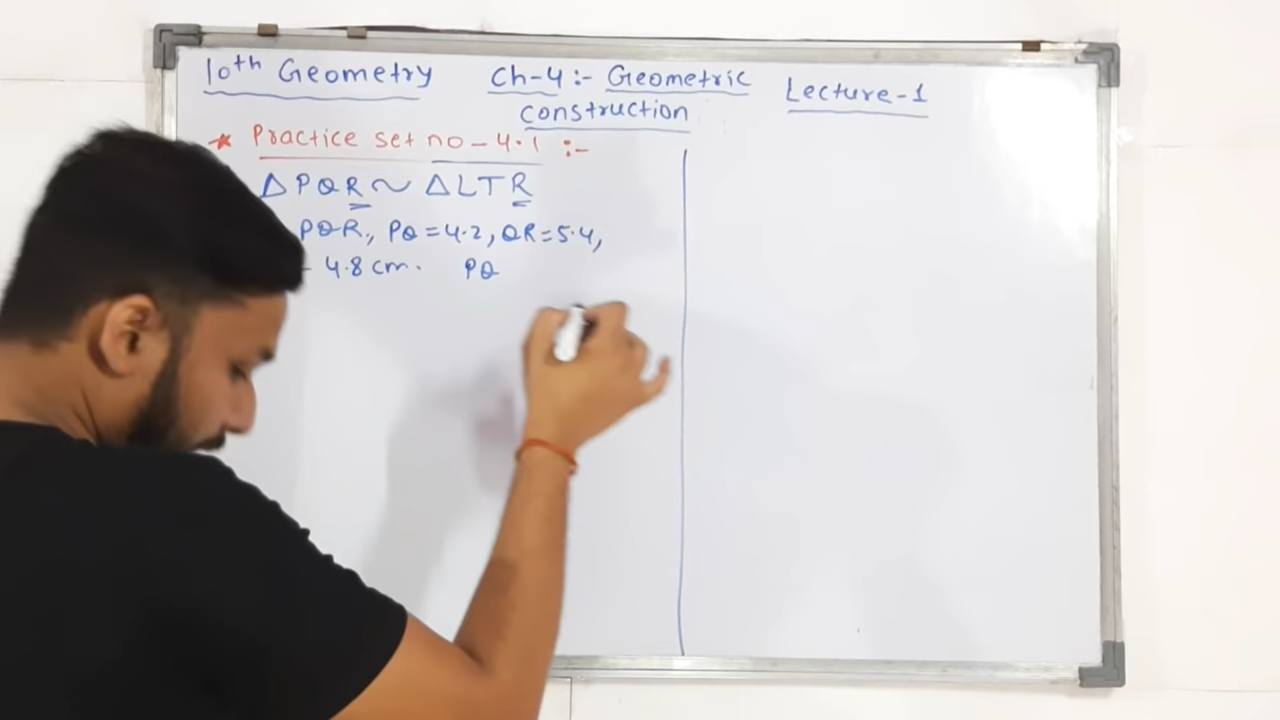 10th Geometry Ch-4:- Geometric Lecture-1
construction
* Practice set no-4.1 :-
Δ PQR ~ Δ LTR
PQR, PQ = 4.2, QR = 5.4,
- 4.8 cm. PQ